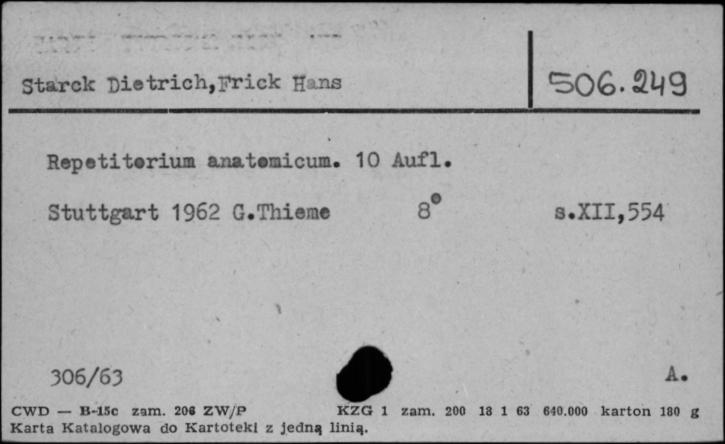 Starck Dietrich,Frick Hans
506.249
Repetitorium anatomicum. 10 Aufl.
Stuttgart 1962 G.Thieme 8° s.XII,554
306/63 A.
CWD — B-15c zam. 206 ZW/P KZG 1 zam. 200 18 1 63 640.000 karton 180 g
Karta Katalogowa do Kartoteki z jedną linią.